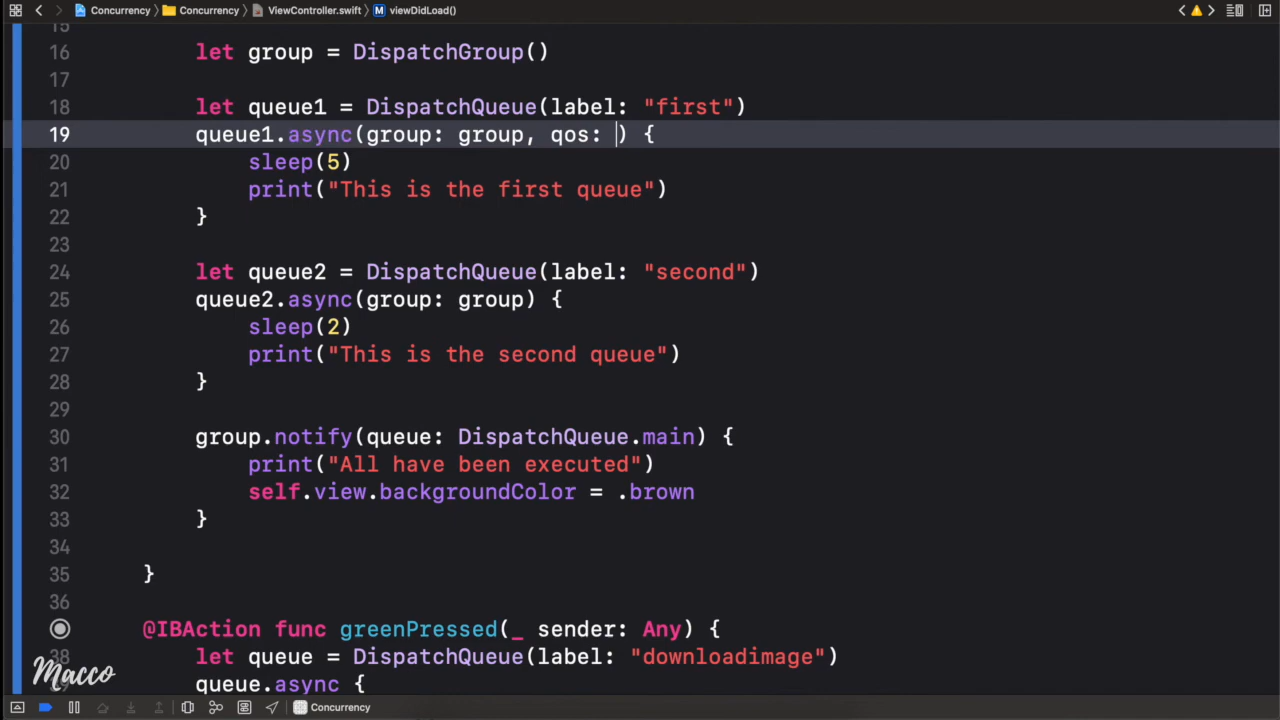 Concurrency Concurrency ViewController.swift M viewDidLoad()
15
16 let group = DispatchGroup()
17
18 let queue1 = DispatchQueue(label: "first")
19 queue1.async(group: group, qos: ) {
20 sleep(5)
21 print("This is the first queue")
22 }
23
24 let queue2 = DispatchQueue(label: "second")
25 queue2.async(group: group) {
26 sleep(2)
27 print("This is the second queue")
28 }
29
30 group.notify(queue: DispatchQueue.main) {
31 print("All have been executed")
32 self.view.backgroundColor = .brown
33 }
34
35 }
36
@IBAction func greenPressed(_ sender: Any) {
38 let queue = DispatchQueue(label: "downloadimage")
39 queue.async {
Macco
Concurrency